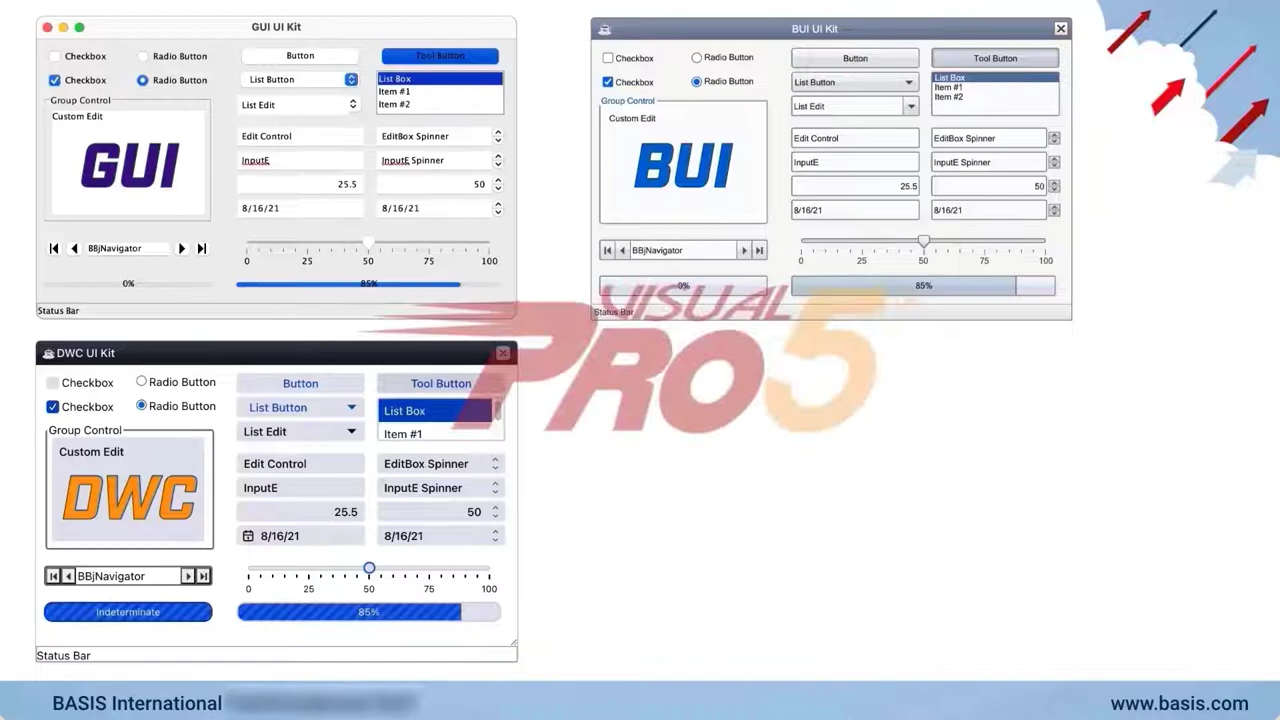 GUI UI Kit
Checkbox
Radio Button
Button
Tool Button
Checkbox
Radio Button
List Button
List Box
Item #1
Item #2
Group Control
Custom Edit
List Edit
GUI
Edit Control
EditBox Spinner
InputE
InputE Spinner
25.5
50
8/16/21
8/16/21
BBjNavigator
0 25 50 75 100
0%
85%
Status Bar
BUI UI Kit
Checkbox
Radio Button
Button
Tool Button
Checkbox
Radio Button
List Button
List Box
Item #1
Item #2
Group Control
Custom Edit
List Edit
BUI
Edit Control
EditBox Spinner
InputE
InputE Spinner
25.5
50
8/16/21
8/16/21
BBjNavigator
0 25 50 75 100
0%
85%
Status Bar
VISUAL
PRO 5
DWC UI Kit
Checkbox
Radio Button
Button
Tool Button
Checkbox
Radio Button
List Button
List Box
Item #1
Group Control
Custom Edit
List Edit
DWC
Edit Control
EditBox Spinner
InputE
InputE Spinner
25.5
50
8/16/21
8/16/21
BBjNavigator
0 25 50 75 100
Indeterminate
85%
Status Bar
BASIS International
www.basis.com